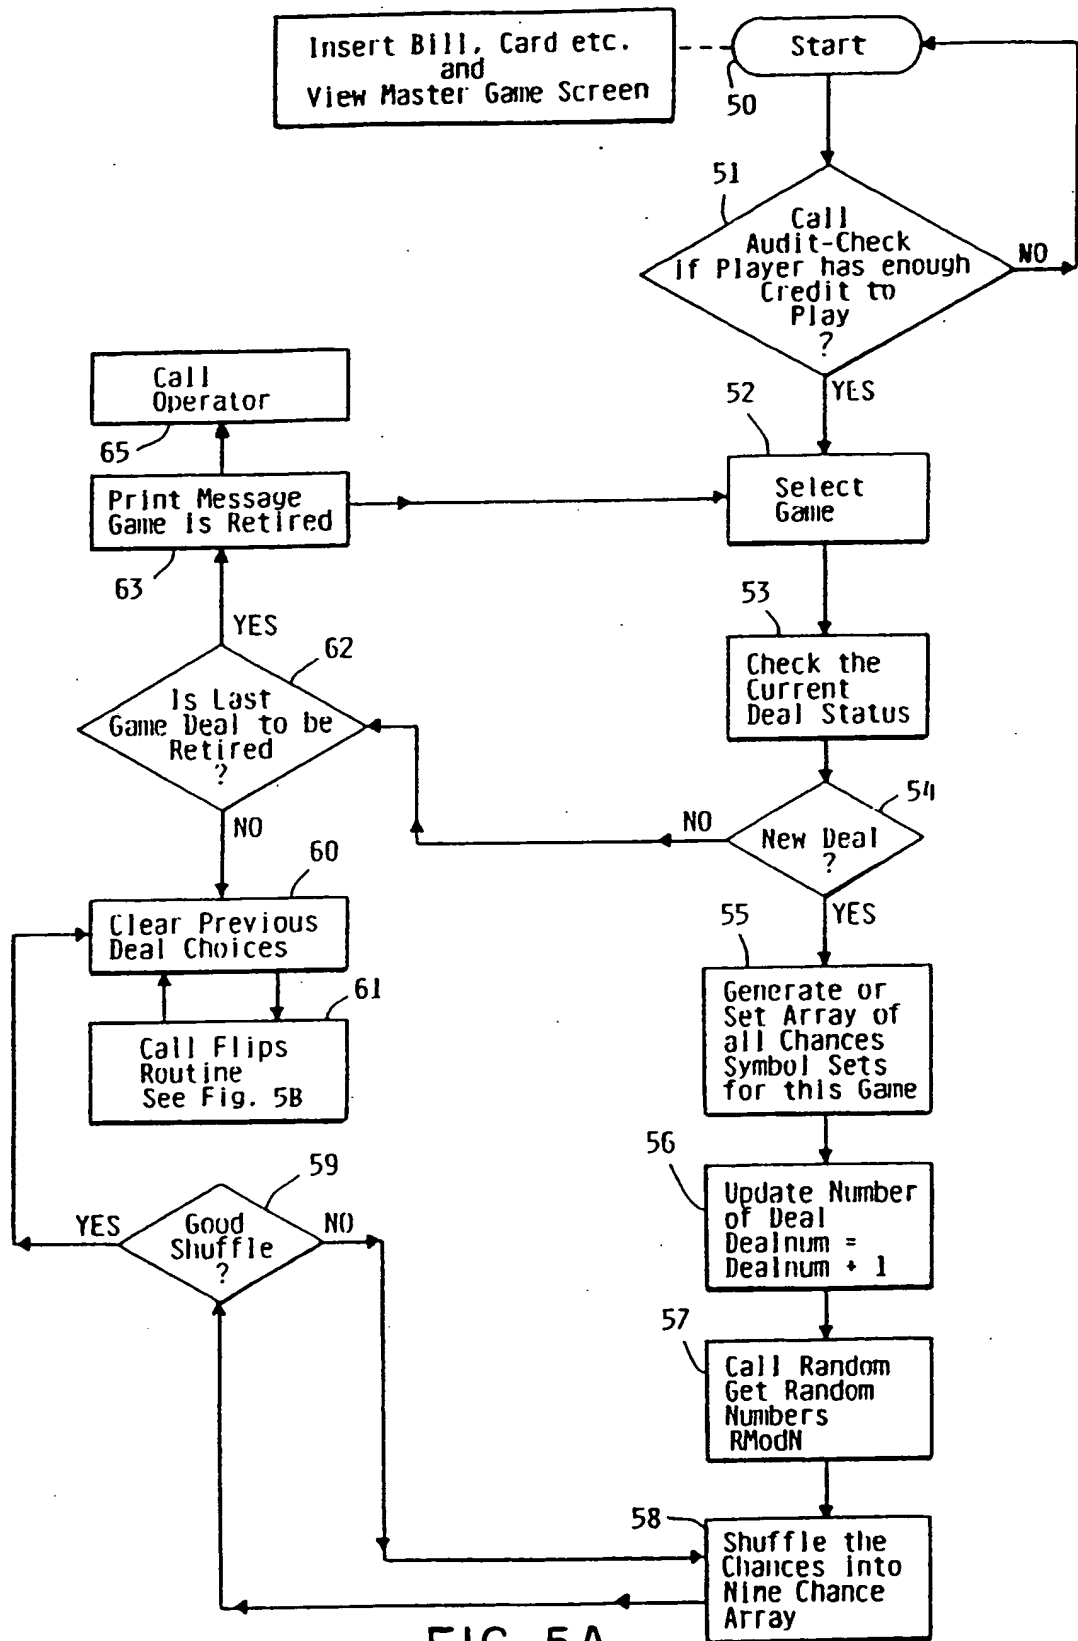 Insert Bill, Card etc.
and
View Master Game Screen
Start
50
51
Call
Audit-Check
if Player has enough
Credit to
Play
?
NO
YES
Call
Operator
65
52
Print Message
Game is Retired
63
Select
Game
53
YES
62
Check the
Current
Deal Status
Is Last
Game Deal to be
Retired
?
54
NO
NO
New Deal
?
60
YES
55
Clear Previous
Deal Choices
61
Generate or
Set Array of
all Chances
Symbol Sets
for this Game
Call Flips
Routine
See Fig. 5B
59
56
YES
Good
Shuffle
?
NO
Update Number
of Deal
Dealnum =
Dealnum + 1
57
Call Random
Get Random
Numbers
RModN
58
Shuffle the
Chances into
Nine Chance
Array
FIG. 5A